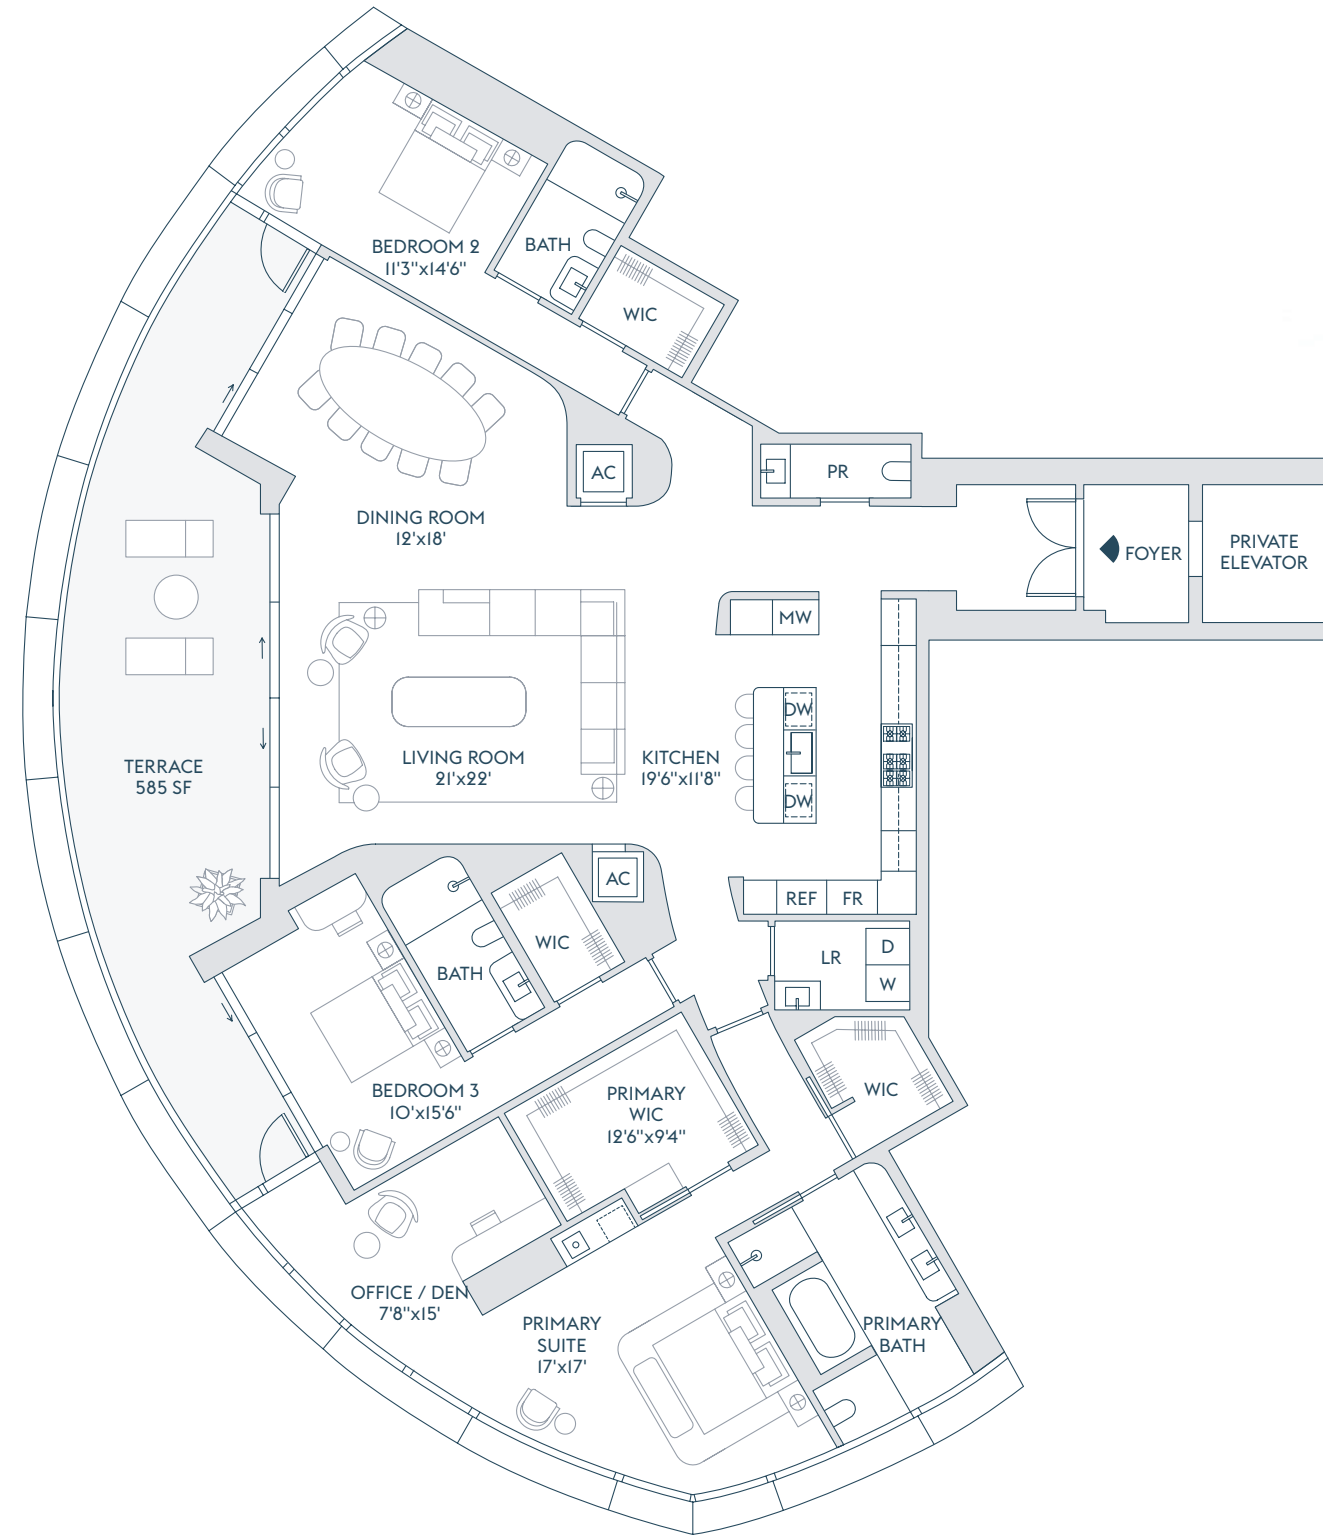 BEDROOM 2
11'3"x14'6"
BATH
WIC
AC
PR
DINING ROOM
12'x18'
FOYER
PRIVATE
ELEVATOR
MW
DW
LIVING ROOM
21'x22'
KITCHEN
19'6"x11'8"
TERRACE
585 SF
DW
AC
REF
FR
WIC
BATH
LR
D
W
BEDROOM 3
10'x15'6"
PRIMARY
WIC
12'6"x9'4"
WIC
OFFICE / DEN
7'8"x15'
PRIMARY
SUITE
17'x17'
PRIMARY
BATH